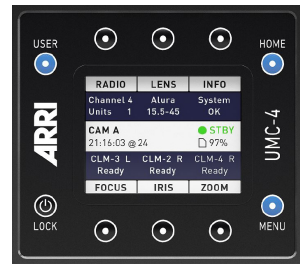 USER
HOME
RADIO LENS INFO
Channel 4 Alura System
Units 1 15.5-45 OK
CAM A STBY
21:16:03 @ 24 97%
CLM-3 L CLM-2 R CLM-4 R
Ready Ready Ready
FOCUS IRIS ZOOM
ARRI
UMC-4
LOCK
MENU